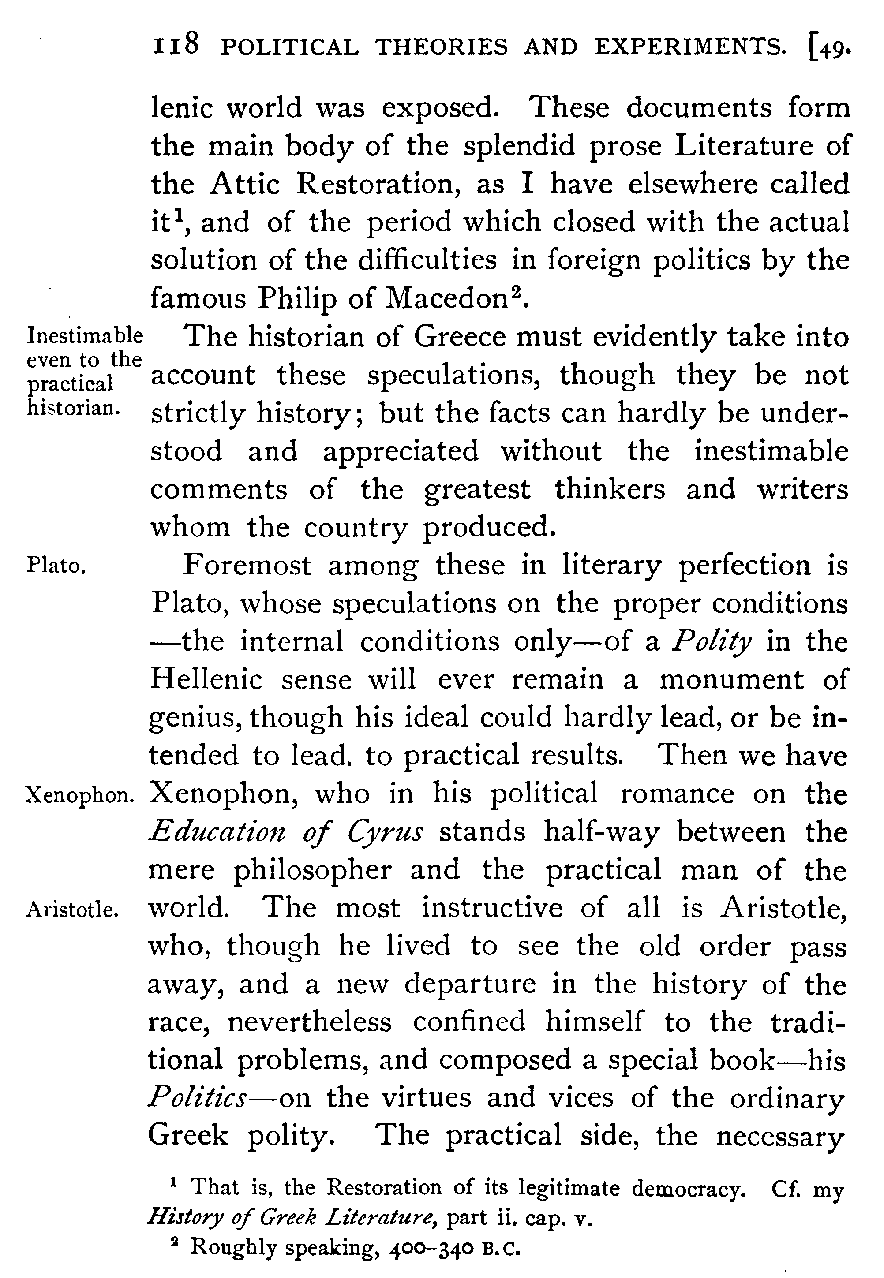 118 POLITICAL THEORIES AND EXPERIMENTS. [49.
lenic world was exposed. These documents form
the main body of the splendid prose Literature of
the Attic Restoration, as I have elsewhere called
it¹, and of the period which closed with the actual
solution of the difficulties in foreign politics by the
famous Philip of Macedon².
Inestimable
even to the
practical
historian.
The historian of Greece must evidently take into
account these speculations, though they be not
strictly history; but the facts can hardly be under-
stood and appreciated without the inestimable
comments of the greatest thinkers and writers
whom the country produced.
Plato.
Foremost among these in literary perfection is
Plato, whose speculations on the proper conditions
—the internal conditions only—of a Polity in the
Hellenic sense will ever remain a monument of
genius, though his ideal could hardly lead, or be in-
tended to lead. to practical results. Then we have
Xenophon.
Xenophon, who in his political romance on the
Education of Cyrus stands half-way between the
mere philosopher and the practical man of the
Aristotle.
world. The most instructive of all is Aristotle,
who, though he lived to see the old order pass
away, and a new departure in the history of the
race, nevertheless confined himself to the tradi-
tional problems, and composed a special book—his
Politics—on the virtues and vices of the ordinary
Greek polity. The practical side, the necessary
¹ That is, the Restoration of its legitimate democracy. Cf. my
History of Greek Literature, part ii. cap. v.
² Roughly speaking, 400–340 B.C.